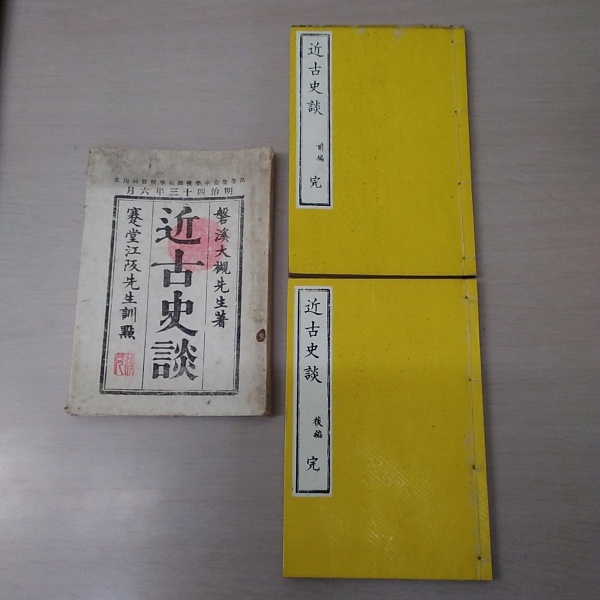 明治四十三年六月
磐溪大槻先生著
近古史談
蹇堂江阪先生訓點
近古史談
前編
完
近古史談
後編
完